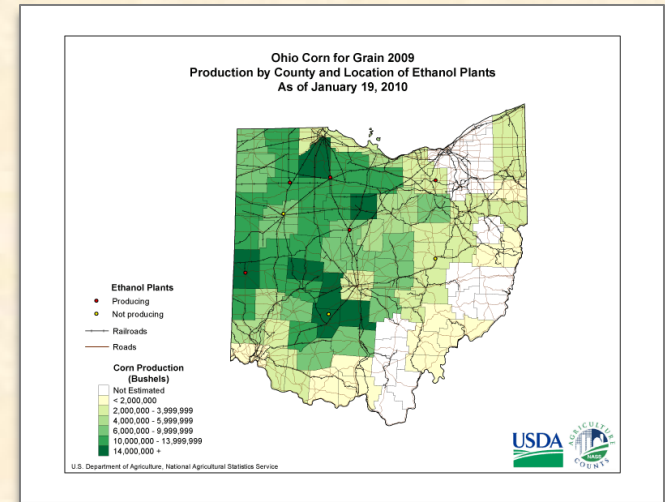 Ohio Corn for Grain 2009
Production by County and Location of Ethanol Plants
As of January 19, 2010
Ethanol Plants
Producing
Not producing
Railroads
Roads
Corn Production
(Bushels)
Not Estimated
< 2,000,000
2,000,000 - 3,999,999
4,000,000 - 5,999,999
6,000,000 - 9,999,999
10,000,000 - 13,999,999
14,000,000 +
U.S. Department of Agriculture, National Agricultural Statistics Service
USDA
AGRICULTURE
NASS
COUNTS